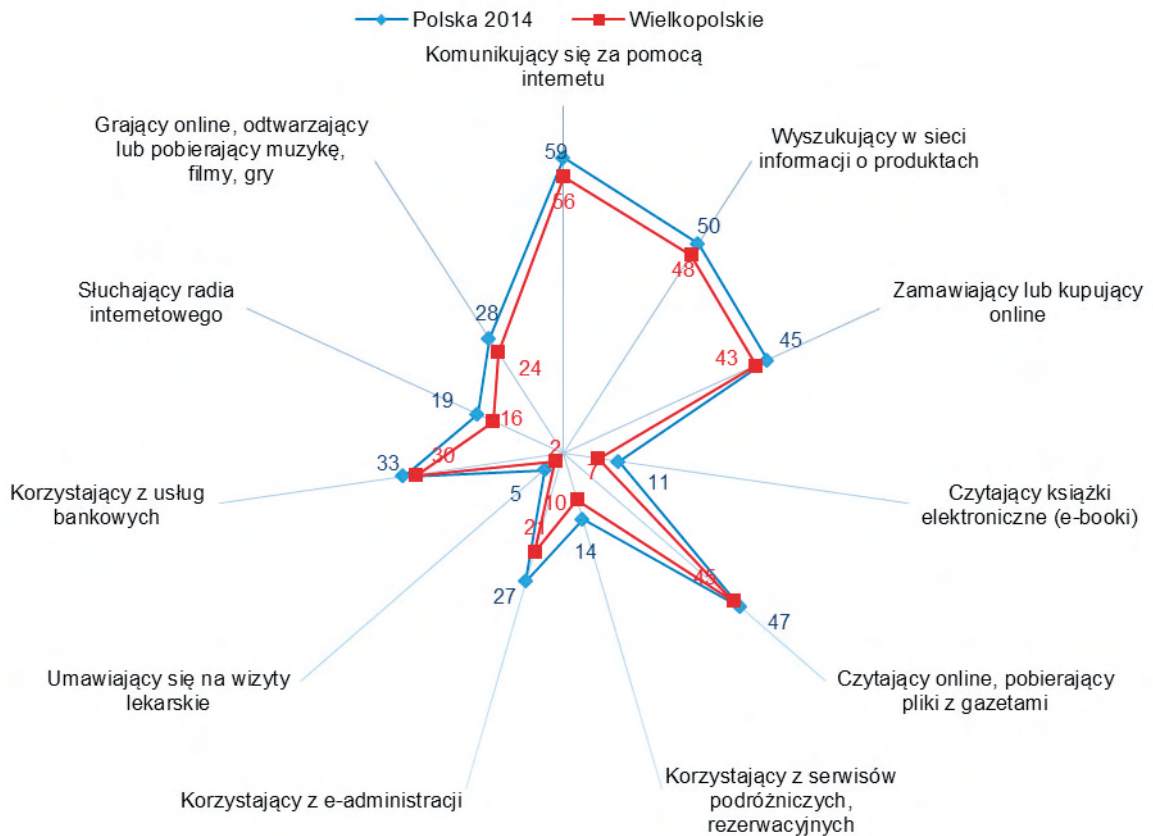 Polska 2014
Wielkopolskie
Komunikujący się za pomocą
internetu
59
56
Wyszukujący w sieci
informacji o produktach
50
48
Zamawiający lub kupujący
online
45
43
Czytający książki
elektroniczne (e-booki)
11
7
Czytający online, pobierający
pliki z gazetami
47
45
Korzystający z serwisów
podróżniczych,
rezerwacyjnych
14
10
Korzystający z e-administracji
27
21
Umawiający się na wizyty
lekarskie
5
2
Korzystający z usług
bankowych
33
30
Słuchający radia
internetowego
19
16
Grający online, odtwarzający
lub pobierający muzykę,
filmy, gry
28
24